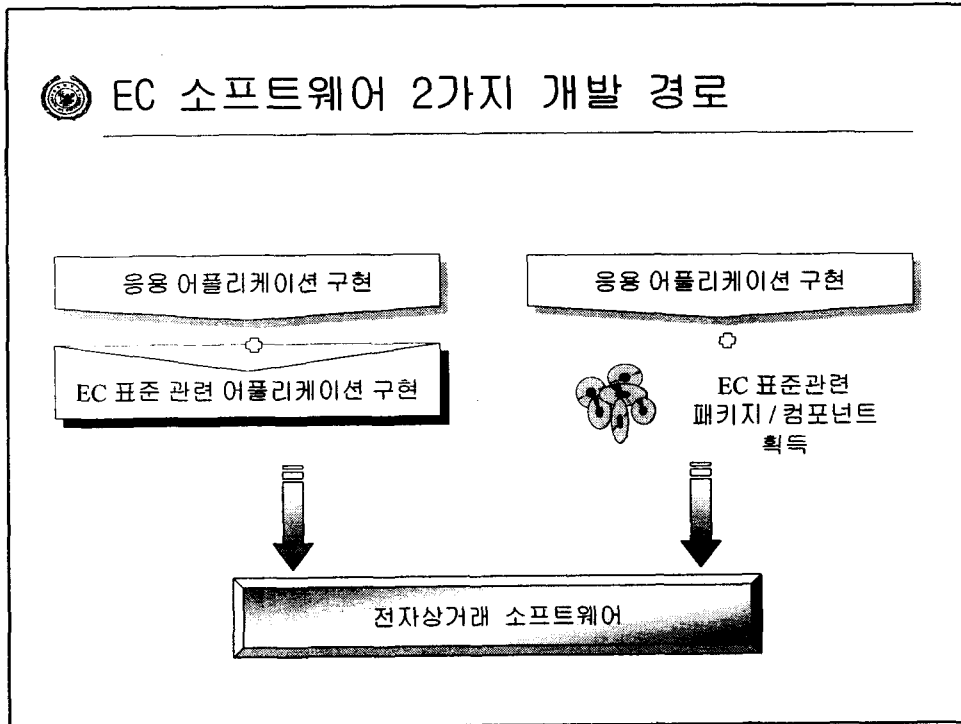 EC 소프트웨어 2가지 개발 경로
응용 어플리케이션 구현
EC 표준 관련 어플리케이션 구현
응용 어플리케이션 구현
EC 표준관련
패키지 / 컴포넌트
획득
전자상거래 소프트웨어